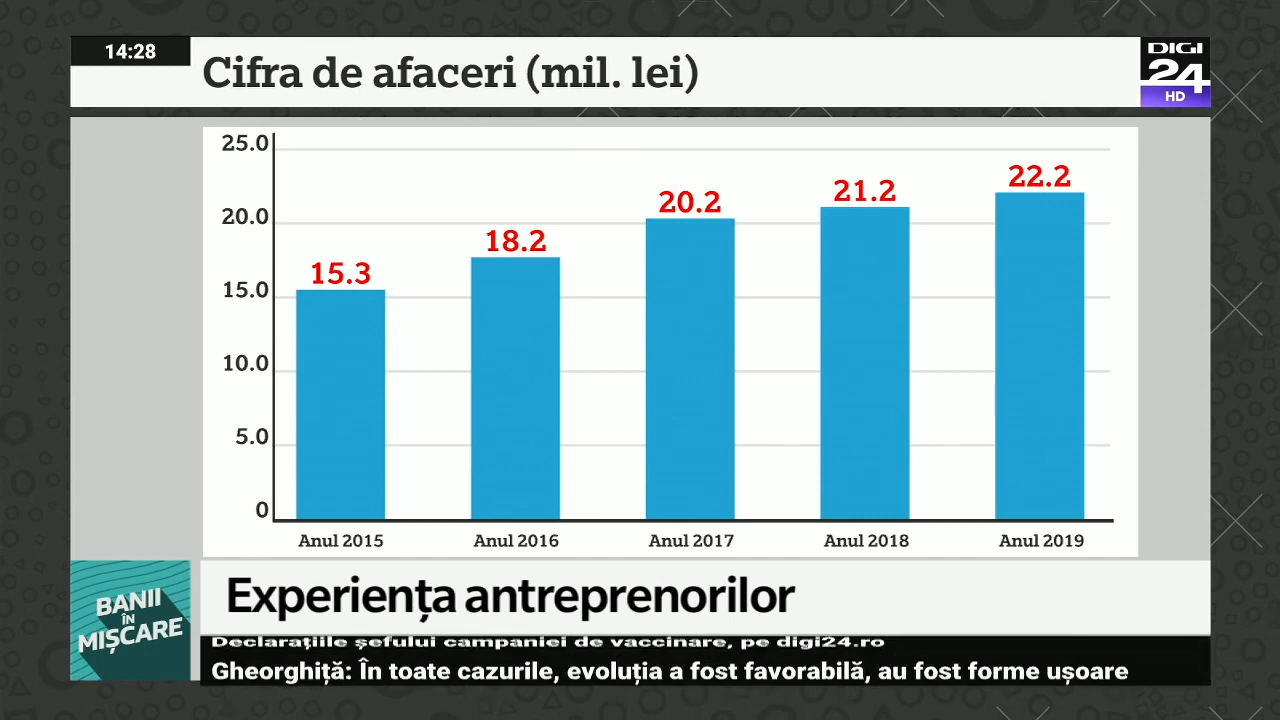 14:28
Cifra de afaceri (mil. lei)
DIGI
24
HD
25.0
20.0
15.0
10.0
5.0
0
15.3
18.2
20.2
21.2
22.2
Anul 2015
Anul 2016
Anul 2017
Anul 2018
Anul 2019
BANII
ÎN
MIȘCARE
Experiența antreprenorilor
Declarațiile șefului campaniei de vaccinare, pe digi24.ro
Gheorghiță: În toate cazurile, evoluția a fost favorabilă, au fost forme ușoare